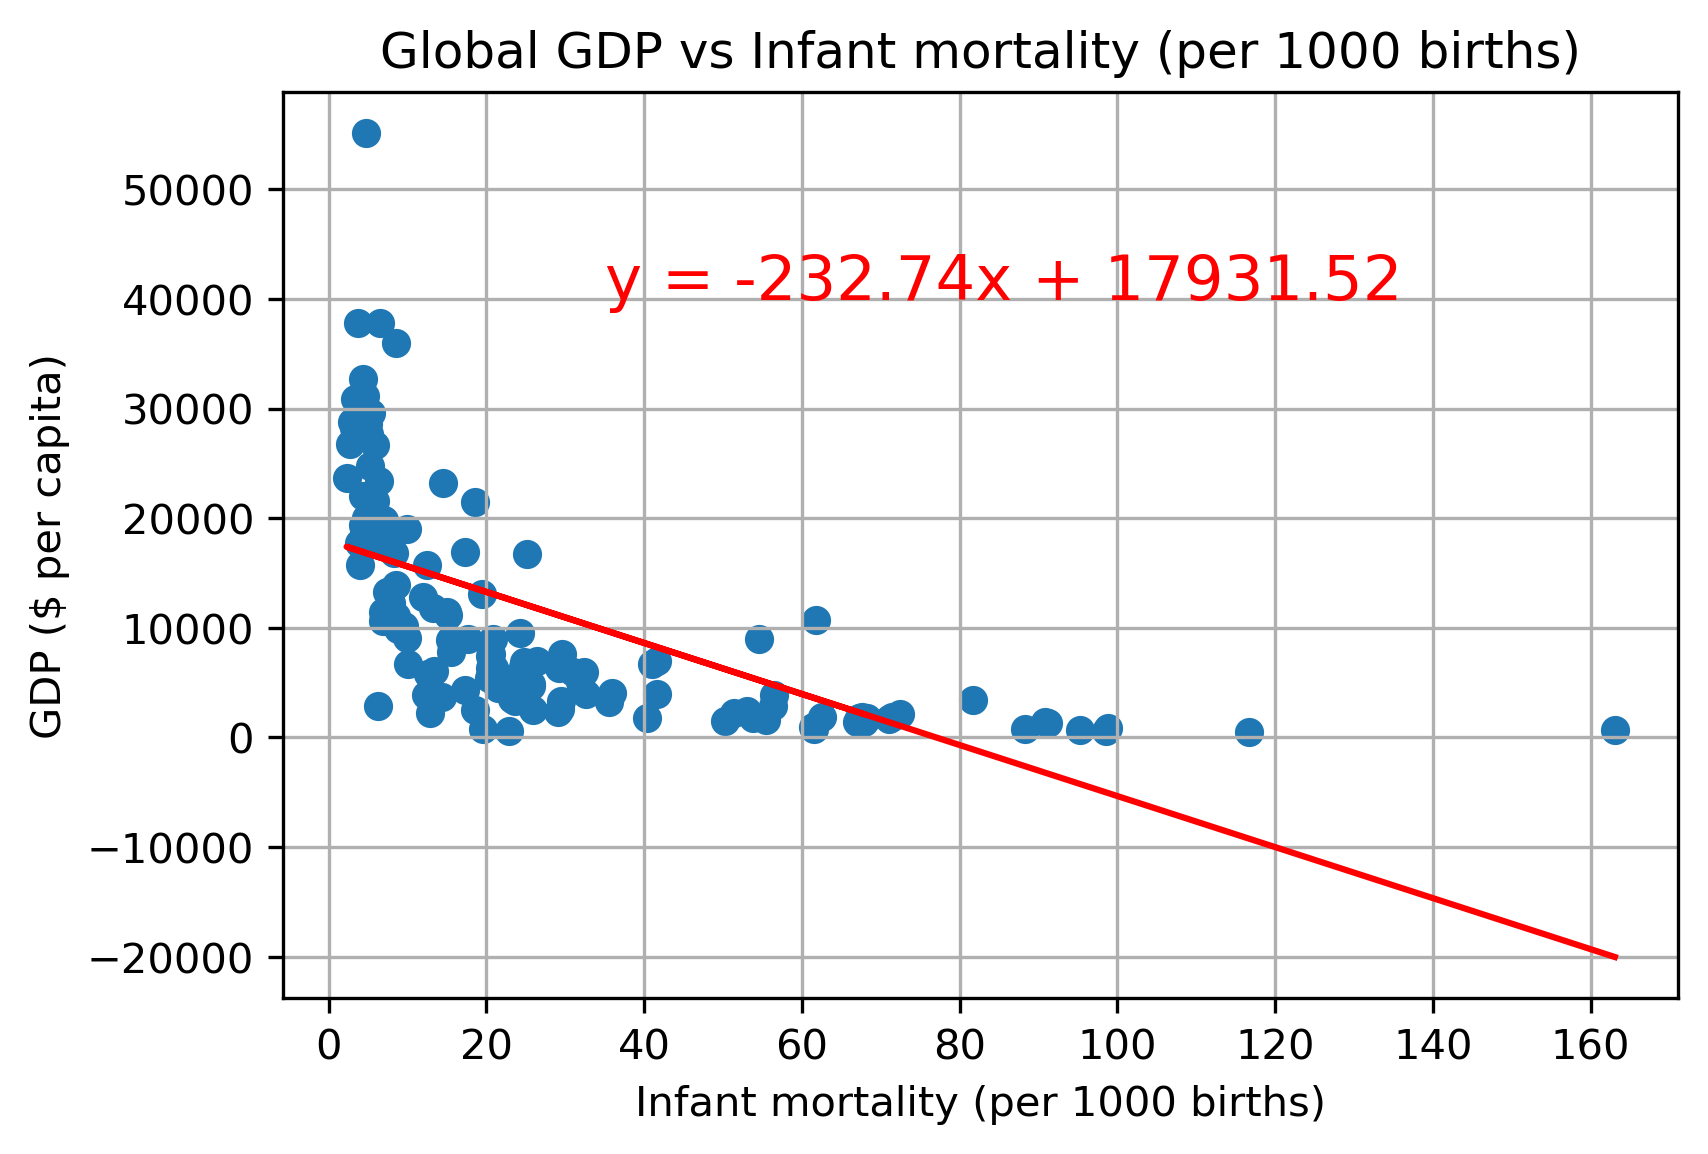 Global GDP vs Infant mortality (per 1000 births)
y = -232.74x + 17931.52
GDP ($ per capita)
50000
40000
30000
20000
10000
0
−10000
−20000
0 20 40 60 80 100 120 140 160
Infant mortality (per 1000 births)